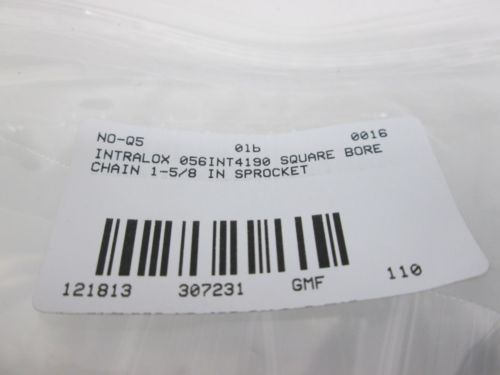 NO-Q5 01b 0016
INTRALOX 056INT4190 SQUARE BORE
CHAIN 1-5/8 IN SPROCKET
121813 307231 GMF 110